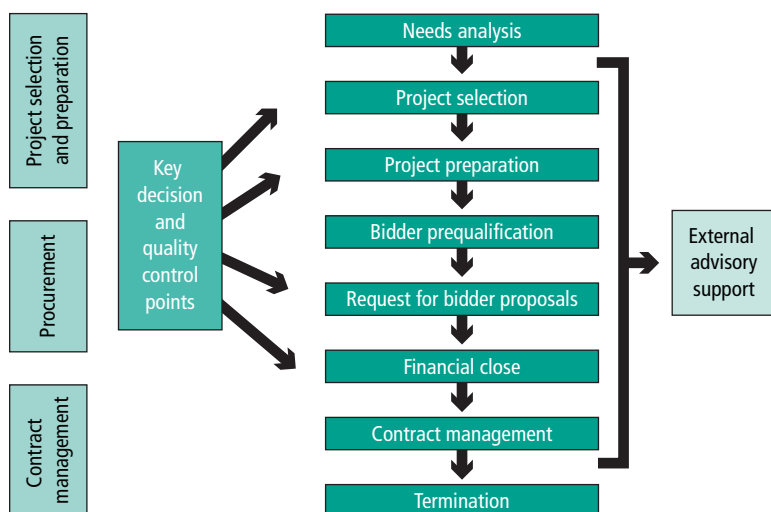 Project selection
and preparation
Procurement
Contract
management
Key
decision
and
quality
control
points
Needs analysis
Project selection
Project preparation
Bidder prequalification
Request for bidder proposals
Financial close
Contract management
Termination
External
advisory
support